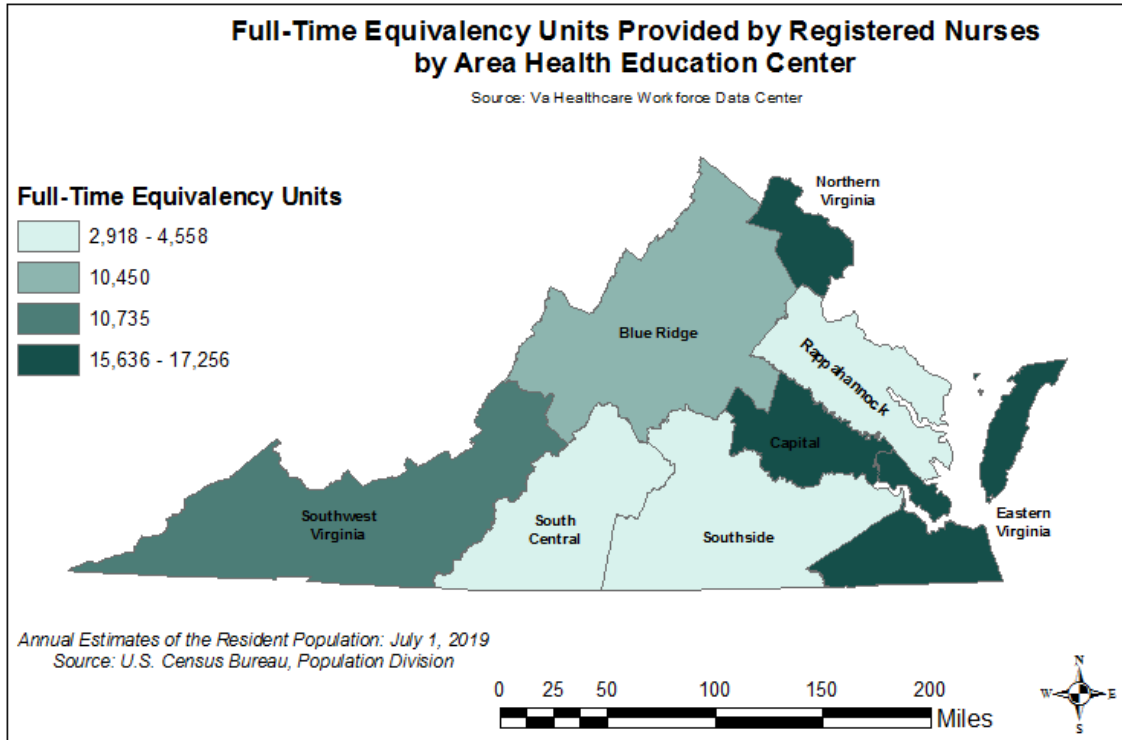 Full-Time Equivalency Units Provided by Registered Nurses
by Area Health Education Center
Source: Va Healthcare Workforce Data Center
Full-Time Equivalency Units
2,918 - 4,558
10,450
10,735
15,636 - 17,256
Northern
Virginia
Blue Ridge
Rappahannock
Capital
Southwest
Virginia
South
Central
Southside
Eastern
Virginia
Annual Estimates of the Resident Population: July 1, 2019
Source: U.S. Census Bureau, Population Division
0 25 50 100 150 200
Miles
N
W E
S